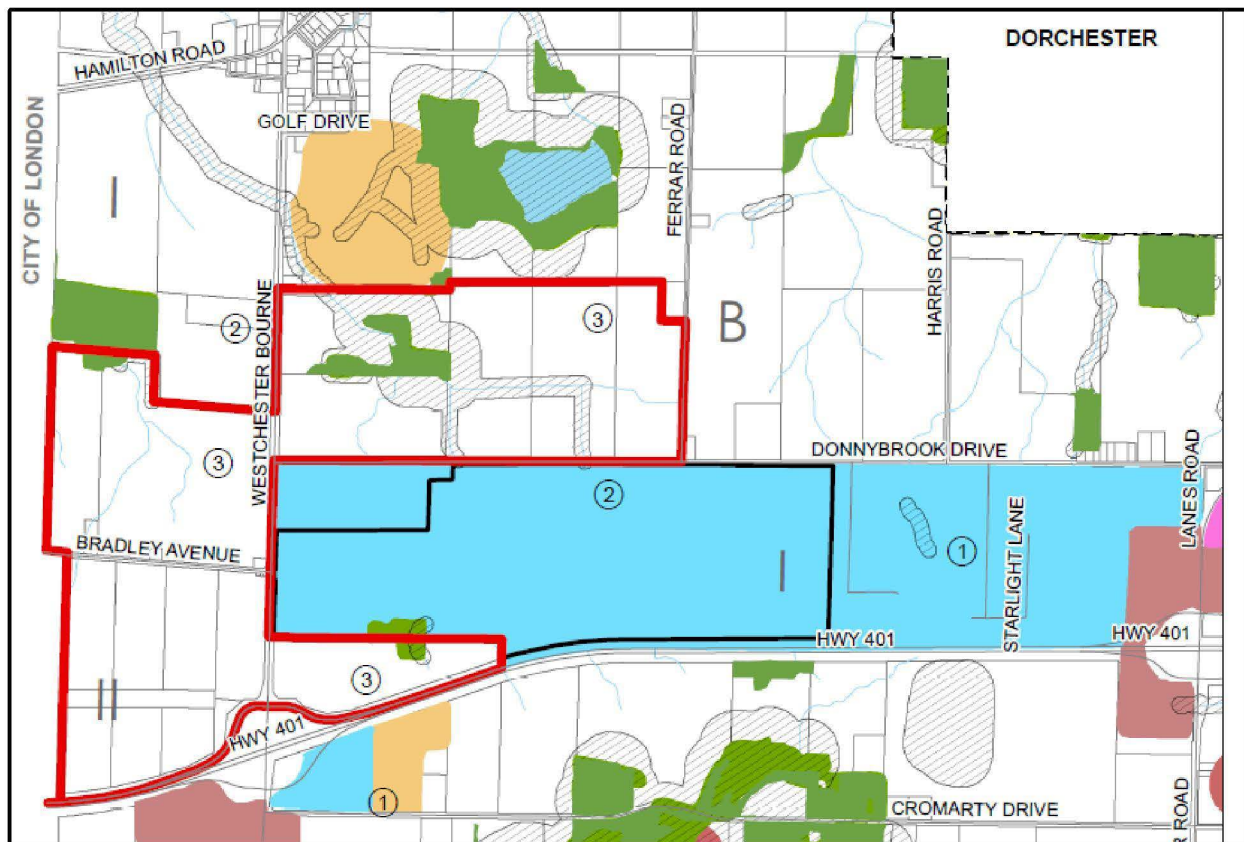 DORCHESTER
HAMILTON ROAD
GOLF DRIVE
CITY OF LONDON
I
FERRAR ROAD
HARRIS ROAD
WESTCHESTER BOURNE
2
3
B
3
DONNYBROOK DRIVE
LANES ROAD
2
BRADLEY AVENUE
I
1
STARLIGHT LANE
HWY 401
HWY 401
3
II
HWY 401
1
CROMARTY DRIVE
R ROAD